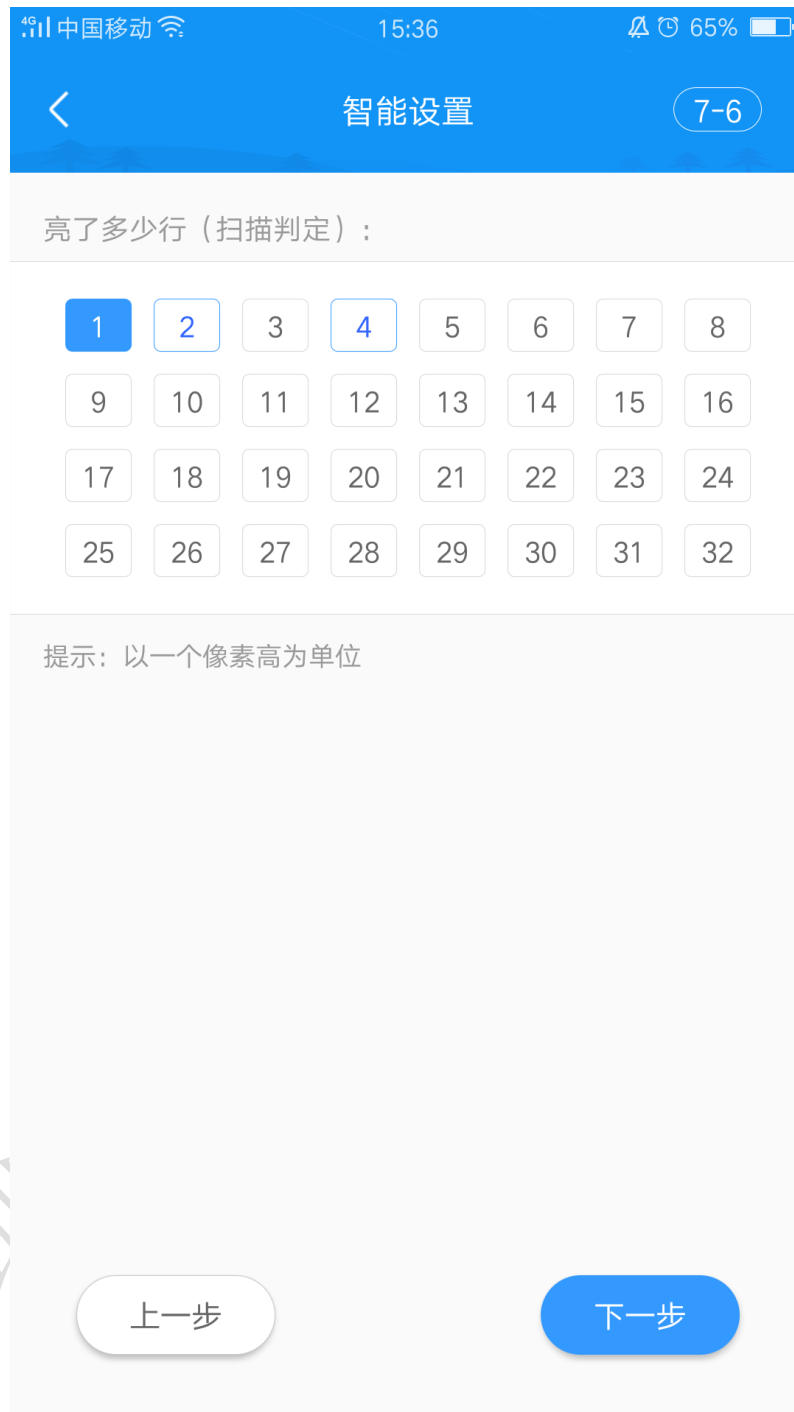 4G 中国移动 15:36 65%
智能设置 7-6
亮了多少行（扫描判定）:
1 2 3 4 5 6 7 8
9 10 11 12 13 14 15 16
17 18 19 20 21 22 23 24
25 26 27 28 29 30 31 32
提示: 以一个像素高为单位
上一步 下一步